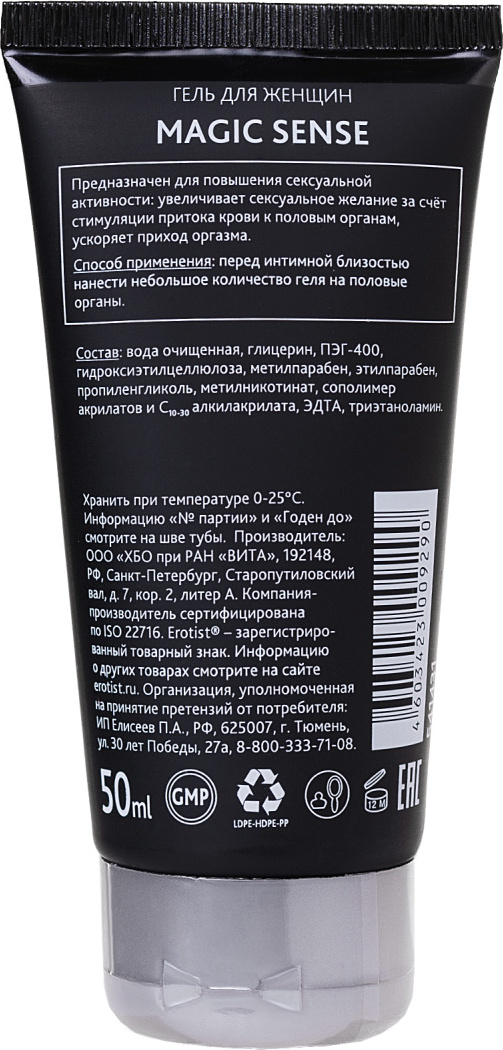 ГЕЛЬ ДЛЯ ЖЕНЩИН
MAGIC SENSE
Предназначен для повышения сексуальной
активности: увеличивает сексуальное желание за счёт
стимуляции притока крови к половым органам,
ускоряет приход оргазма.
Способ применения: перед интимной близостью
нанести небольшое количество геля на половые
органы.
Состав: вода очищенная, глицерин, ПЭГ-400,
гидроксиэтилцеллюлоза, метилпарабен, этилпарабен,
пропиленгликоль, метилникотинат, сополимер
акрилатов и C₁₀₋₃₀ алкилакрилата, ЭДТА, триэтаноламин.
Хранить при температуре 0-25°C.
Информацию «№ партии» и «Годен до»
смотрите на шве тубы. Производитель:
ООО «ХБО при РАН «ВИТА», 192148,
РФ, Санкт-Петербург, Старопутиловский
вал, д. 7, кор. 2, литер А. Компания-
производитель сертифицирована
по ISO 22716. Erotist® – зарегистриро-
ванный товарный знак. Информацию
о других товарах смотрите на сайте
erotist.ru. Организация, уполномоченная
на принятие претензий от потребителя:
ИП Елисеев П.А., РФ, 625007, г. Тюмень,
ул. 30 лет Победы, 27а, 8-800-333-71-08.
4603423009290
50ml
GMP
LDPE-HDPE-PP
12 M
EAC